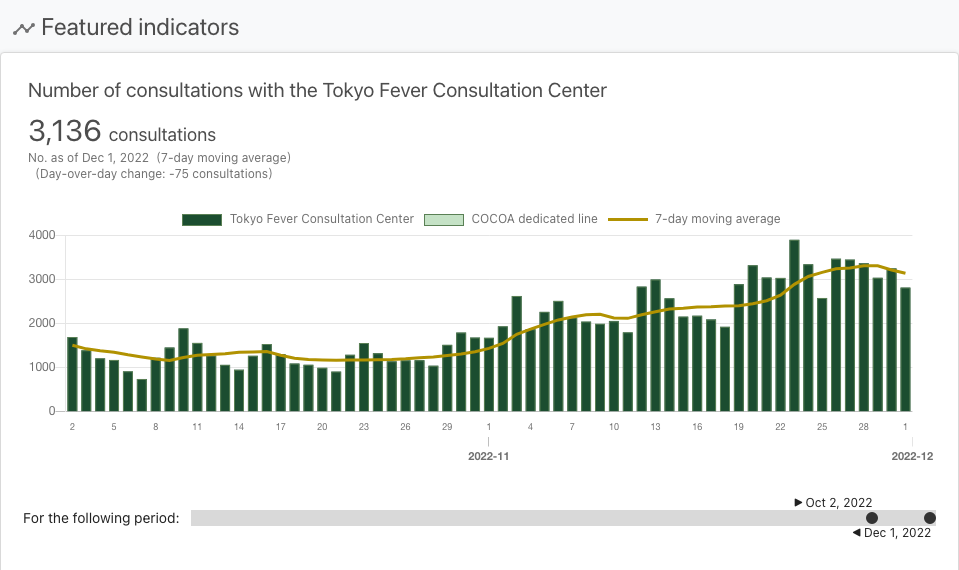 Featured indicators
Number of consultations with the Tokyo Fever Consultation Center
3,136 consultations
No. as of Dec 1, 2022 (7-day moving average)
(Day-over-day change: -75 consultations)
Tokyo Fever Consultation Center COCOA dedicated line 7-day moving average
4000
3000
2000
1000
0
2 5 8 11 14 17 20 23 26 29 1 4 7 10 13 16 19 22 25 28 1
2022-11 2022-12
Oct 2, 2022
For the following period:
Dec 1, 2022